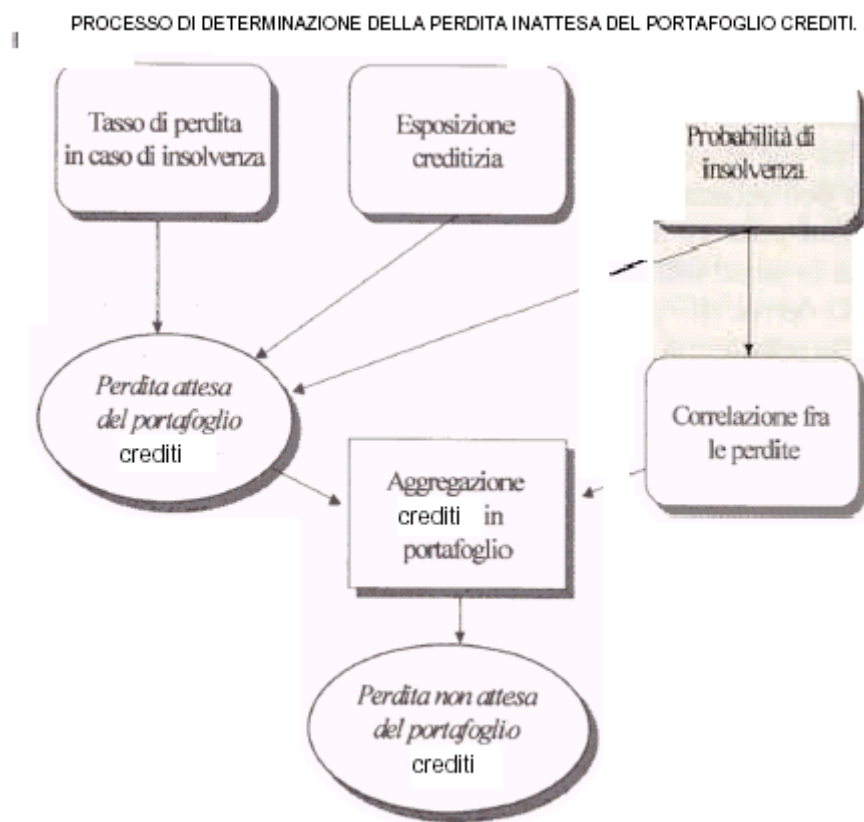 PROCESSO DI DETERMINAZIONE DELLA PERDITA INATTESA DEL PORTAFOGLIO CREDITI.
Tasso di perdita
in caso di insolvenza
Esposizione
creditizia
Probabilità di
insolvenza
Perdita attesa
del portafoglio
crediti
Correlazione fra
le perdite
Aggregazione
crediti in
portafoglio
Perdita non attesa
del portafoglio
crediti